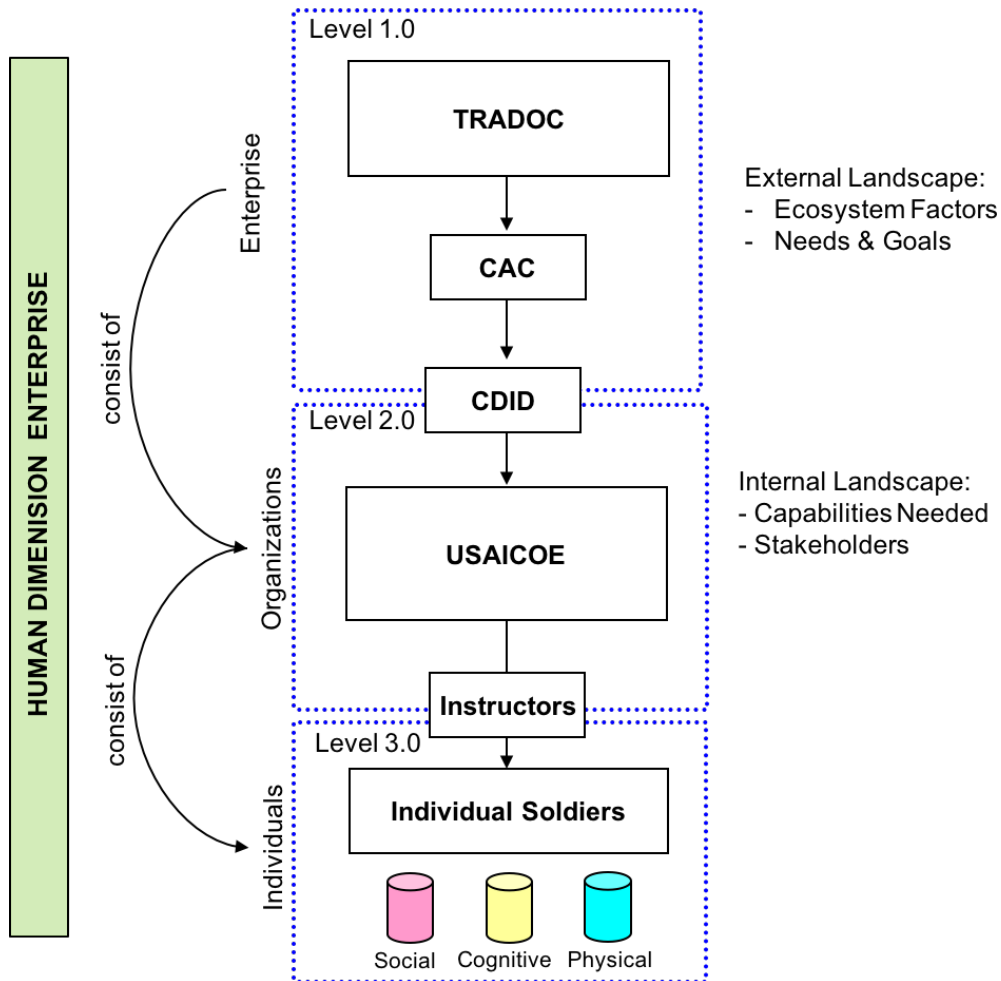 HUMAN DIMENISION ENTERPRISE
consist of
consist of
Enterprise
Organizations
Individuals
Level 1.0
TRADOC
CAC
CDID
Level 2.0
USAICOE
Instructors
Level 3.0
Individual Soldiers
Social
Cognitive
Physical
External Landscape:
- Ecosystem Factors
- Needs & Goals
Internal Landscape:
- Capabilities Needed
- Stakeholders